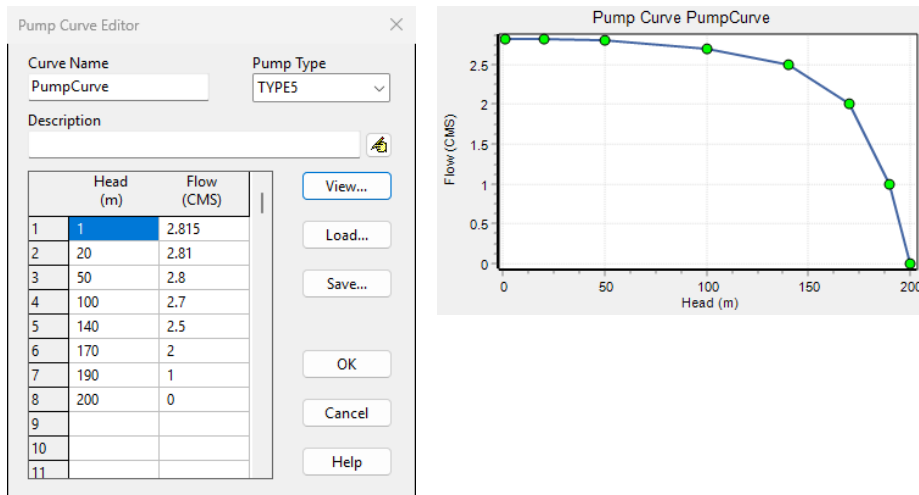 Pump Curve Editor
Curve Name
Pump Type
PumpCurve
TYPE5
Description
Head Flow
(m) (CMS)
1 1 2.815
2 20 2.81
3 50 2.8
4 100 2.7
5 140 2.5
6 170 2
7 190 1
8 200 0
9
10
11
View...
Load...
Save...
OK
Cancel
Help
Pump Curve PumpCurve
Flow (CMS)
2.5
2
1.5
1
0.5
0
0 50 100 150 200
Head (m)